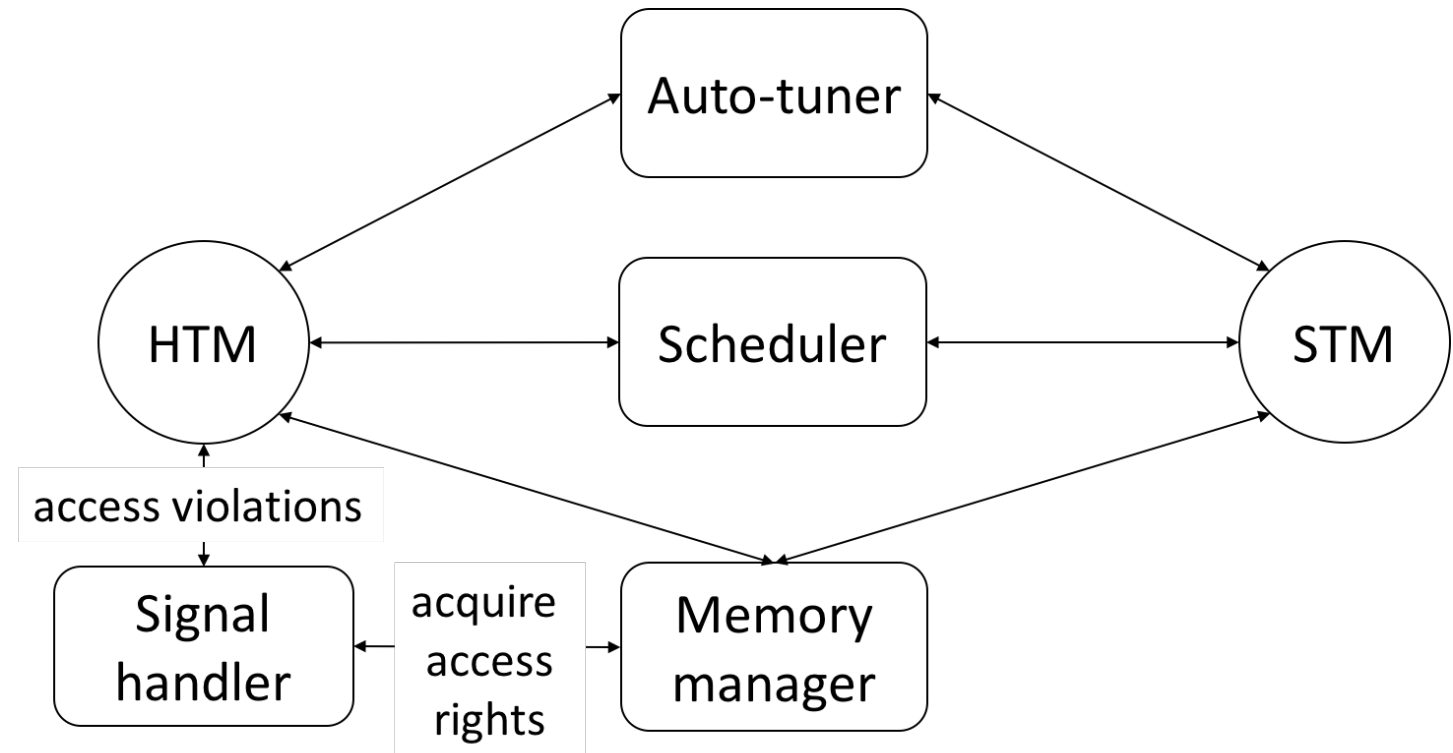 Auto-tuner
HTM
Scheduler
STM
access violations
Signal
handler
acquire
access
rights
Memory
manager